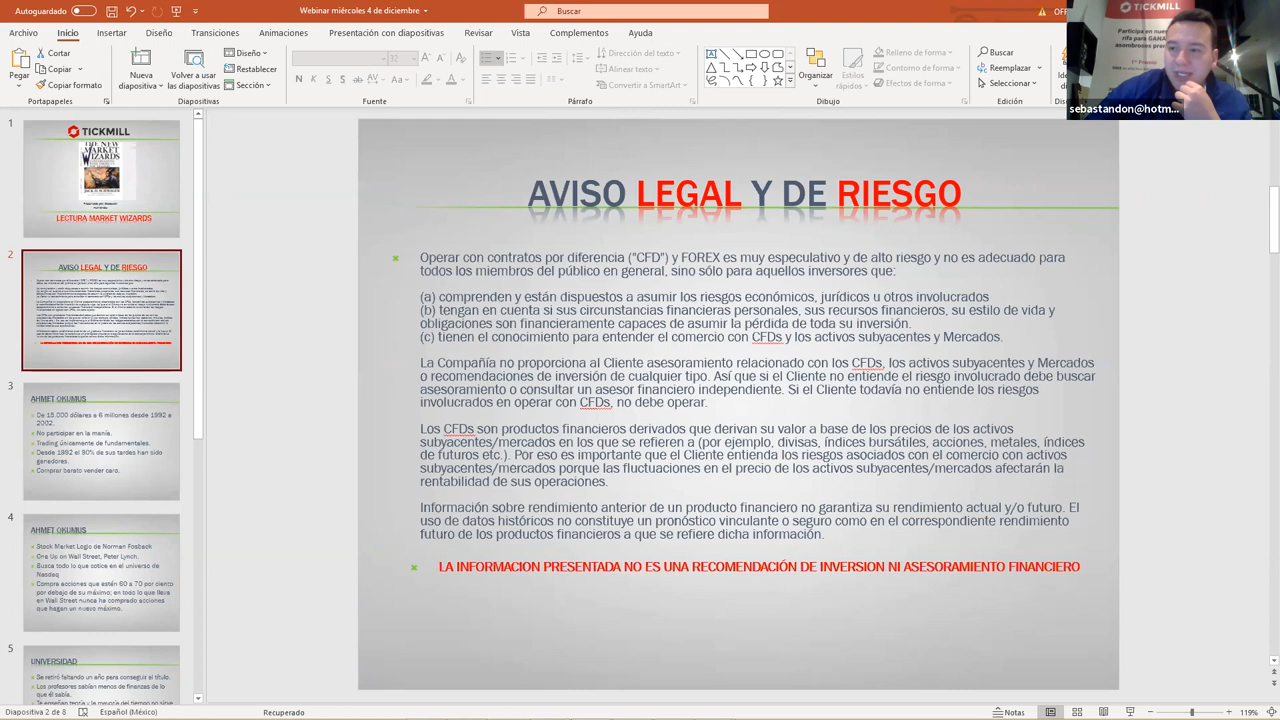 Autoguardado
Webinar miércoles 4 de diciembre
Buscar
Archivo
Inicio
Insertar
Diseño
Transiciones
Animaciones
Presentación con diapositivas
Revisar
Vista
Complementos
Ayuda
Pegar
Cortar
Copiar
Copiar formato
Portapapeles
Nueva
diapositiva
Volver a usar
las diapositivas
Diseño
Restablecer
Sección
Diapositivas
32
Fuente
Dirección del texto
Alinear texto
Convertir a SmartArt
Párrafo
Organizar
Estilos
rápidos
Relleno de forma
Contorno de forma
Efectos de forma
Dibujo
Buscar
Reemplazar
Seleccionar
Edición
TICKMILL
Participa en nues
rifa para GANA
asombrosos pre
1° Premio
sebastandon@hotm...
1
TICKMILL
THE NEW
MARKET
WIZARDS
LECTURA MARKET WIZARDS
2
AVISO LEGAL Y DE RIESGO
3
AHMET OKUMUS
De 15.000 dólares a 6 millones desde 1992 a
2002.
No participar en la manía.
Trading únicamente de fundamentales.
Desde 1992 el 90% de sus tardes han sido
ganadores.
Comprar barato vender caro.
4
AHMET OKUMUS
Stock Market Logic de Norman Fosback
One Up on Wall Street, Peter Lynch.
Busca todo lo que cotice en el universo de
Nasdaq
Compra acciones que estén 60 a 70 por ciento
por debajo de su máximo; en todo lo que lleva
en Wall Street nunca ha comprado acciones
que hagan un nuevo máximo.
5
UNIVERSIDAD
Se retiró faltando un año para conseguir el título.
Los profesores sabían menos de finanzas de lo
que él sabía.
AVISO LEGAL Y DE RIESGO
Operar con contratos por diferencia ("CFD") y FOREX es muy especulativo y de alto riesgo y no es adecuado para
todos los miembros del público en general, sino sólo para aquellos inversores que:
(a) comprenden y están dispuestos a asumir los riesgos económicos, jurídicos u otros involucrados
(b) tengan en cuenta si sus circunstancias financieras personales, sus recursos financieros, su estilo de vida y
obligaciones son financieramente capaces de asumir la pérdida de toda su inversión.
(c) tienen el conocimiento para entender el comercio con CFDs y los activos subyacentes y Mercados.
La Compañía no proporciona al Cliente asesoramiento relacionado con los CFDs, los activos subyacentes y Mercados
o recomendaciones de inversión de cualquier tipo. Así que si el Cliente no entiende el riesgo involucrado debe buscar
asesoramiento o consultar un asesor financiero independiente. Si el Cliente todavía no entiende los riesgos
involucrados en operar con CFDs, no debe operar.
Los CFDs son productos financieros derivados que derivan su valor a base de los precios de los activos
subyacentes/mercados en los que se refieren a (por ejemplo, divisas, índices bursátiles, acciones, metales, índices
de futuros etc.). Por eso es importante que el Cliente entienda los riesgos asociados con el comercio con activos
subyacentes/mercados porque las fluctuaciones en el precio de los activos subyacentes/mercados afectarán la
rentabilidad de sus operaciones.
Información sobre rendimiento anterior de un producto financiero no garantiza su rendimiento actual y/o futuro. El
uso de datos históricos no constituye un pronóstico vinculante o seguro como en el correspondiente rendimiento
futuro de los productos financieros a que se refiere dicha información.
LA INFORMACION PRESENTADA NO ES UNA RECOMENDACIÓN DE INVERSION NI ASESORAMIENTO FINANCIERO
Diapositiva 2 de 8
Español (México)
Recuperado
Notas
119%